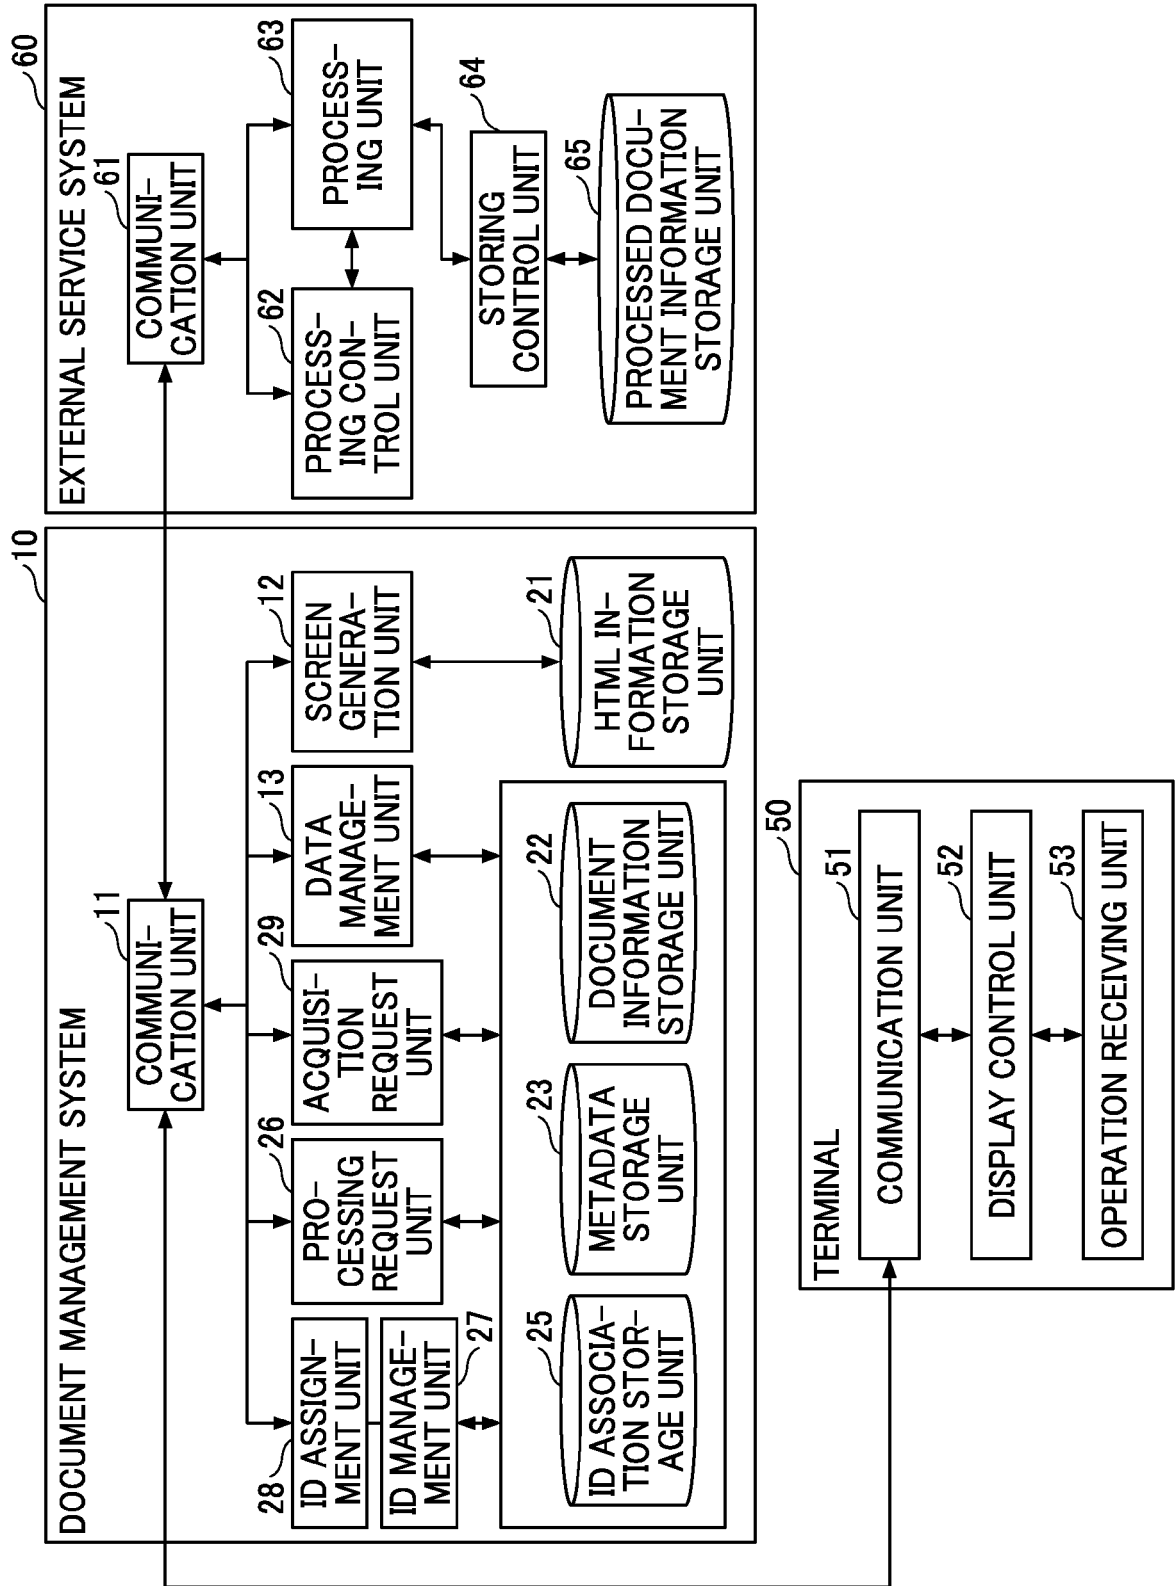 DOCUMENT MANAGEMENT SYSTEM
10
11
COMMUNI-
CATION UNIT
28
ID ASSIGN-
MENT UNIT
ID MANAGE-
MENT UNIT
27
26
PRO-
CESSING
REQUEST
UNIT
29
ACQUISI-
TION
REQUEST
UNIT
13
DATA
MANAGE-
MENT UNIT
12
SCREEN
GENERA-
TION UNIT
25
ID ASSOCIA-
TION STOR-
AGE UNIT
23
METADATA
STORAGE
UNIT
22
DOCUMENT
INFORMATION
STORAGE UNIT
21
HTML IN-
FORMATION
STORAGE
UNIT
EXTERNAL SERVICE SYSTEM
60
61
COMMUNI-
CATION UNIT
62
PROCESS-
ING CON-
TROL UNIT
63
PROCESS-
ING UNIT
64
STORING
CONTROL UNIT
65
PROCESSED DOCU-
MENT INFORMATION
STORAGE UNIT
TERMINAL
50
51
COMMUNICATION UNIT
52
DISPLAY CONTROL UNIT
53
OPERATION RECEIVING UNIT